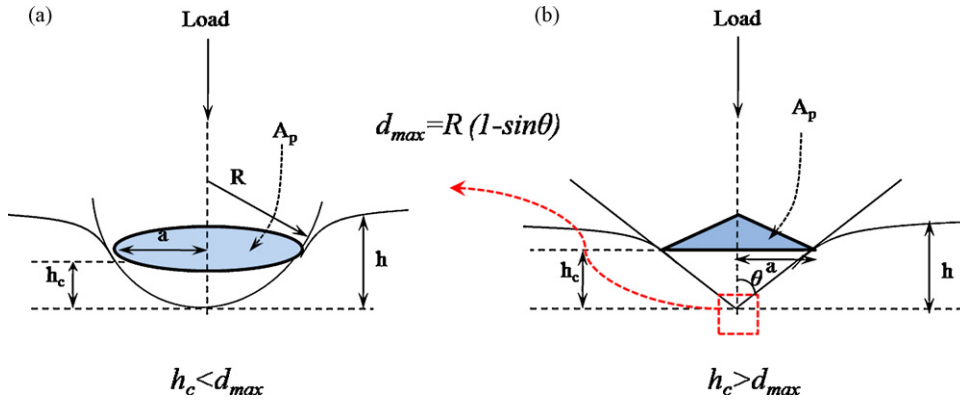 (a)
Load
A_p
R
a
h_c
h
h_c<d_max
d_max=R (1-sinθ)
(b)
Load
A_p
a
θ
h_c
h
h_c>d_max